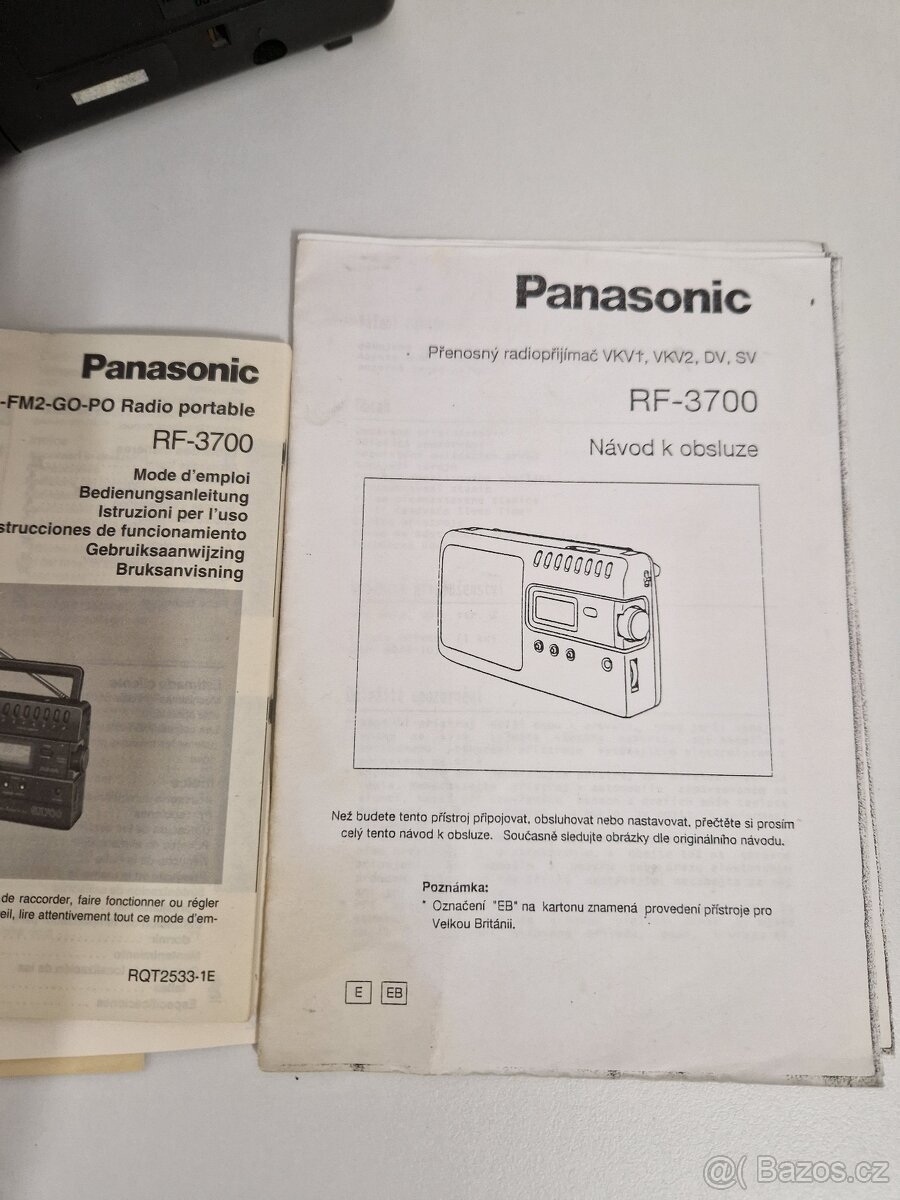 Panasonic
-FM2-GO-PO Radio portable
RF-3700
Mode d'emploi
Bedienungsanleitung
Istruzioni per l'uso
strucciones de funcionamiento
Gebruiksaanwijzing
Bruksanvisning
de raccorder, faire fonctionner ou régler
eil, lire attentivement tout ce mode d'em-
RQT2533-1E
Panasonic
Přenosný radiopřijímač VKV1, VKV2, DV, SV
RF-3700
Návod k obsluze
Než budete tento přístroj připojovat, obsluhovat nebo nastavovat, přečtěte si prosím
celý tento návod k obsluze. Současně sledujte obrázky dle originálního návodu.
Poznámka:
* Označení "EB" na kartonu znamená provedení přístroje pro
Velkou Británii.
E EB
@( Bazos.cz